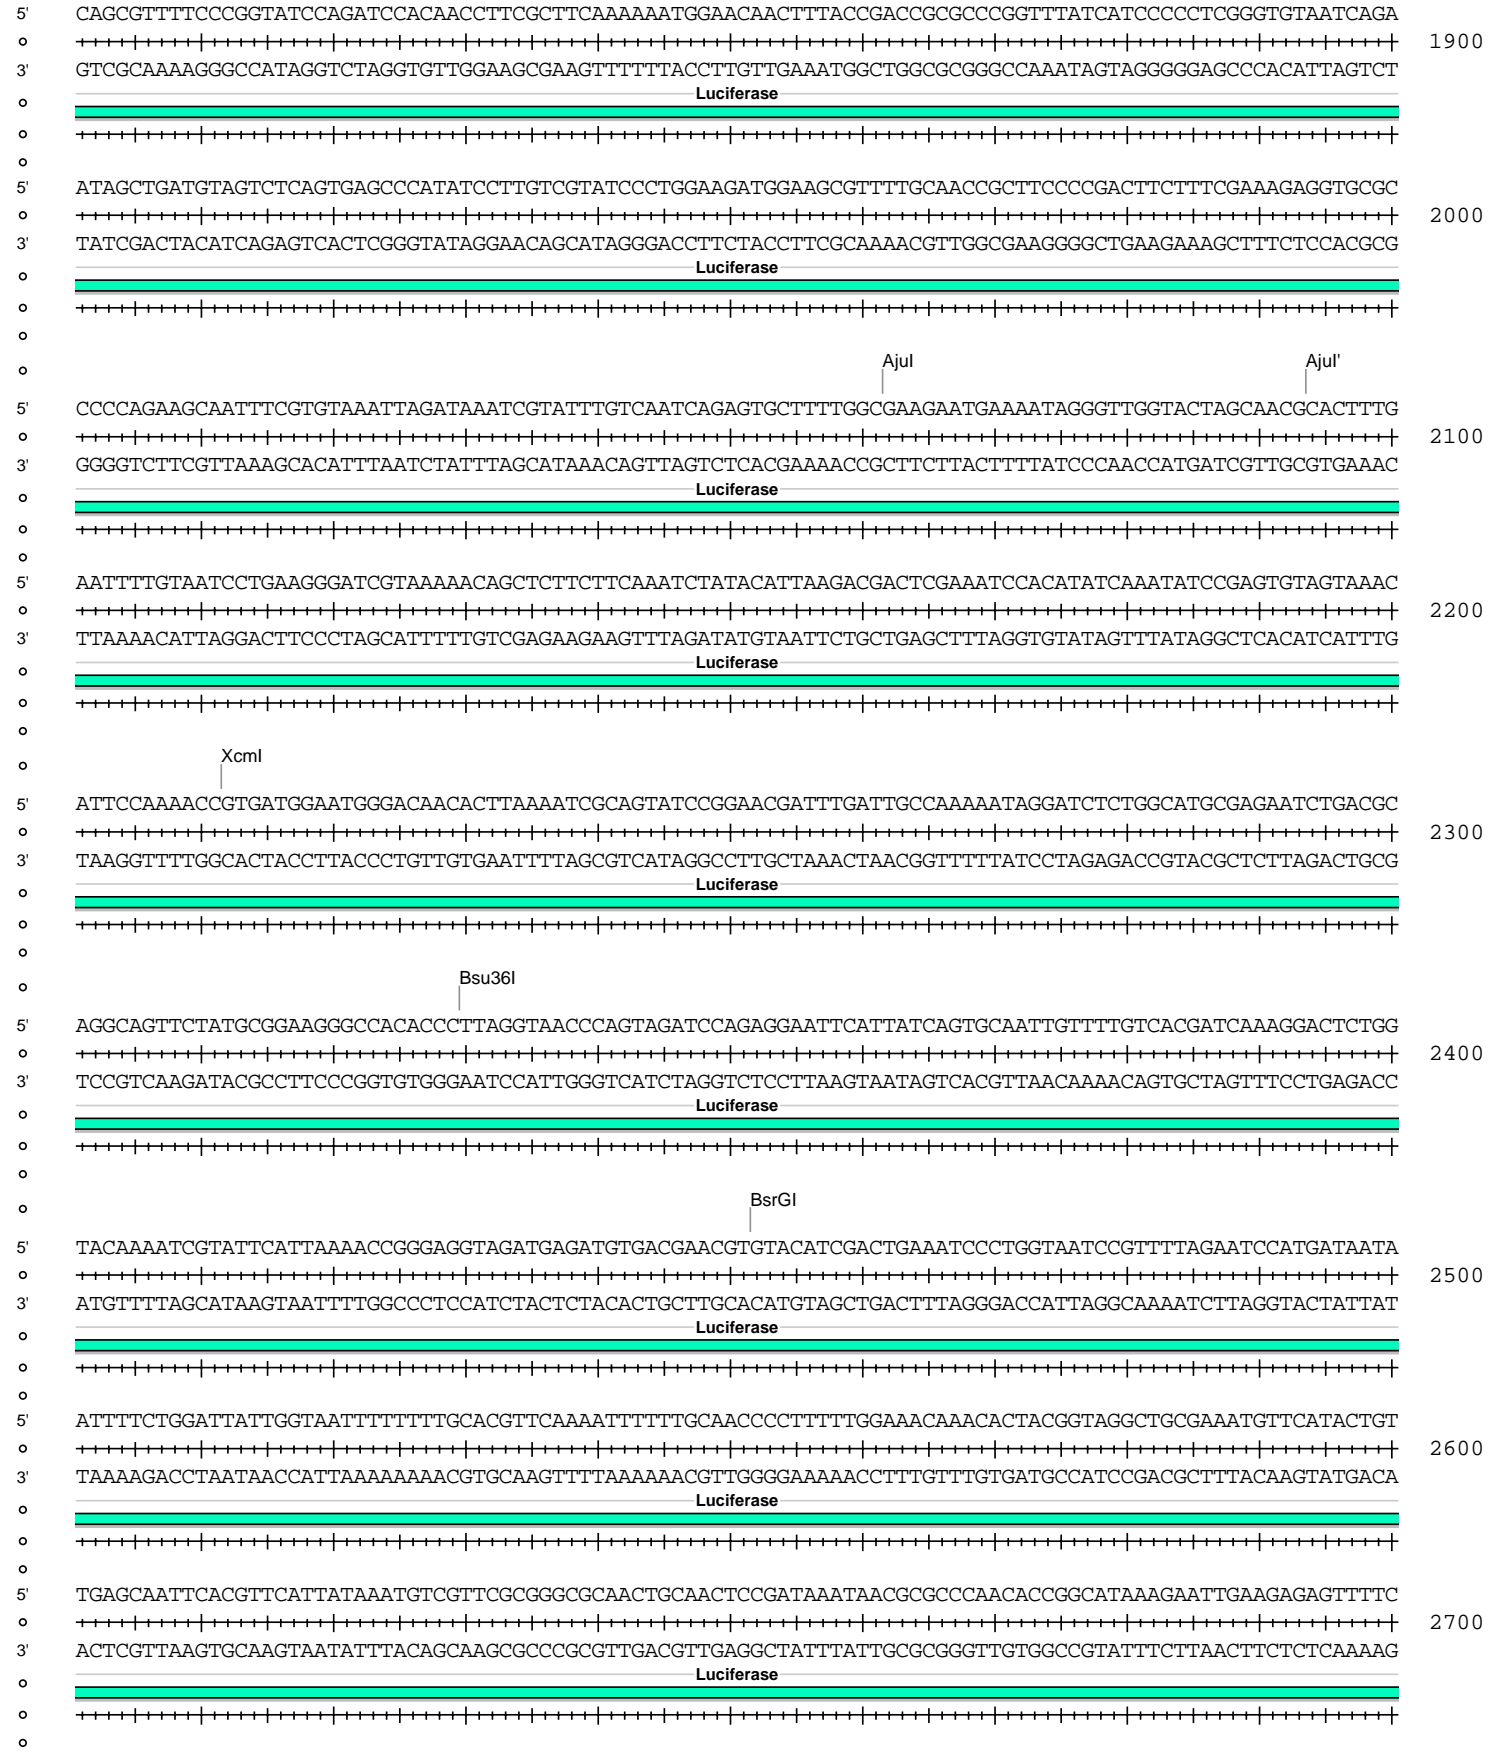 5' CAGCGTTTTCCCGGTATCCAGATCCACAACCTTCGCTTCAAAAAATGGAACAACTTTACCGACCGCGCCCGGTTTATCATCCCCCTCGGGTGTAATCAGA
1900
3' GTCGCAAAAGGGCCATAGGTCTAGGTGTTGGAAGCGAAGTTTTTTACCTTGTTGAAATGGCTGGCGCGGGCCAAATAGTAGGGGGAGCCCACATTAGTCT
Luciferase
5' ATAGCTGATGTAGTCTCAGTGAGCCCATATCCTTGTCGTATCCCTGGAAGATGGAAGCGTTTTGCAACCGCTTCCCCGACTTCTTTCGAAAGAGGTGCGC
2000
3' TATCGACTACATCAGAGTCACTCGGGTATAGGAACAGCATAGGGACCTTCTACCTTCGCAAAACGTTGGCGAAGGGGCTGAAGAAAGCTTTCTCCACGCG
Luciferase
AjuI AjuI'
5' CCCCAGAAGCAATTTCGTGTAAATTAGATAAATCGTATTTGTCAATCAGAGTGCTTTTGGCGAAGAATGAAAATAGGGTTGGTACTAGCAACGCACTTTG
2100
3' GGGGTCTTCGTTAAAGCACATTTAATCTATTTAGCATAAACAGTTAGTCTCACGAAAACCGCTTCTTACTTTTATCCCAACCATGATCGTTGCGTGAAAC
Luciferase
5' AATTTTGTAATCCTGAAGGGATCGTAAAAACAGCTCTTCTTCAAATCTATACATTAAGACGACTCGAAATCCACATATCAAATATCCGAGTGTAGTAAAC
2200
3' TTAAAACATTAGGACTTCCCTAGCATTTTTGTCGAGAAGAAGTTTAGATATGTAATTCTGCTGAGCTTTAGGTGTATAGTTTATAGGCTCACATCATTTG
Luciferase
XcmI
5' ATTCCAAAACCGTGATGGAATGGGACAACACTTAAAATCGCAGTATCCGGAACGATTTGATTGCCAAAAATAGGATCTCTGGCATGCGAGAATCTGACGC
2300
3' TAAGGTTTTGGCACTACCTTACCCTGTTGTGAATTTTAGCGTCATAGGCCTTGCTAAACTAACGGTTTTTATCCTAGAGACCGTACGCTCTTAGACTGCG
Luciferase
Bsu36I
5' AGGCAGTTCTATGCGGAAGGGCCACACCCTTAGGTAACCCAGTAGATCCAGAGGAATTCATTATCAGTGCAATTGTTTTGTCACGATCAAAGGACTCTGG
2400
3' TCCGTCAAGATACGCCTTCCCGGTGTGGGAATCCATTGGGTCATCTAGGTCTCCTTAAGTAATAGTCACGTTAACAAAACAGTGCTAGTTTCCTGAGACC
Luciferase
BsrGI
5' TACAAAATCGTATTCATTAAAACCGGGAGGTAGATGAGATGTGACGAACGTGTACATCGACTGAAATCCCTGGTAATCCGTTTTAGAATCCATGATAATA
2500
3' ATGTTTTAGCATAAGTAATTTTGGCCCTCCATCTACTCTACACTGCTTGCACATGTAGCTGACTTTAGGGACCATTAGGCAAAATCTTAGGTACTATTAT
Luciferase
5' ATTTTCTGGATTATTGGTAATTTTTTTTGCACGTTCAAAATTTTTTGCAACCCCTTTTTGGAAACAAACACTACGGTAGGCTGCGAAATGTTCATACTGT
2600
3' TAAAAGACCTAATAACCATTAAAAAAAACGTGCAAGTTTTAAAAAACGTTGGGGAAAAACCTTTGTTTGTGATGCCATCCGACGCTTTACAAGTATGACA
Luciferase
5' TGAGCAATTCACGTTCATTATAAATGTCGTTCGCGGGCGCAACTGCAACTCCGATAAATAACGCGCCCAACACCGGCATAAAGAATTGAAGAGAGTTTTC
2700
3' ACTCGTTAAGTGCAAGTAATATTTACAGCAAGCGCCCGCGTTGACGTTGAGGCTATTTATTGCGCGGGTTGTGGCCGTATTTCTTAACTTCTCTCAAAAG
Luciferase